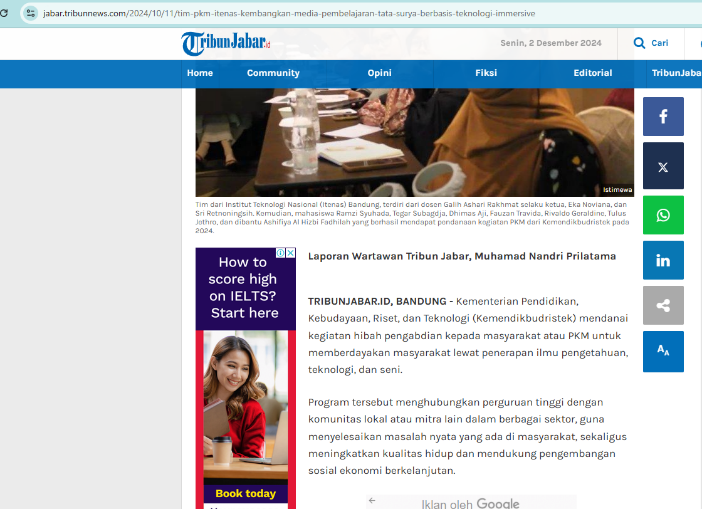 jabar.tribunnews.com/2024/10/11/tim-pkm-itenas-kembangkan-media-pembelajaran-tata-surya-berbasis-teknologi-immersive
TribunJabar.id
Senin, 2 Desember 2024
Cari
Home Community Opini Fiksi Editorial TribunJaba
Istimewa
Tim dari Institut Teknologi Nasional (Itenas) Bandung, terdiri dari dosen Galih Ashari Rakhmat selaku ketua, Eka Noviana, dan
Sri Retnoningsih. Kemudian, mahasiswa Ramzi Syuhada, Tegar Subagdja, Dhimas Aji, Fauzan Travida, Rivaldo Geraldine, Tulus
Jothro, dan dibantu Ashifiya Al Hizbi Fadhilah yang berhasil mendapat pendanaan kegiatan PKM dari Kemendikbudristek pada
2024.
How to
score high
on IELTS?
Start here
Book today
Laporan Wartawan Tribun Jabar, Muhamad Nandri Prilatama
TRIBUNJABAR.ID, BANDUNG - Kementerian Pendidikan,
Kebudayaan, Riset, dan Teknologi (Kemendikbudristek) mendanai
kegiatan hibah pengabdian kepada masyarakat atau PKM untuk
memberdayakan masyarakat lewat penerapan ilmu pengetahuan,
teknologi, dan seni.
Program tersebut menghubungkan perguruan tinggi dengan
komunitas lokal atau mitra lain dalam berbagai sektor, guna
menyelesaikan masalah nyata yang ada di masyarakat, sekaligus
meningkatkan kualitas hidup dan mendukung pengembangan
sosial ekonomi berkelanjutan.
Iklan oleh Google
f
X
in
AA